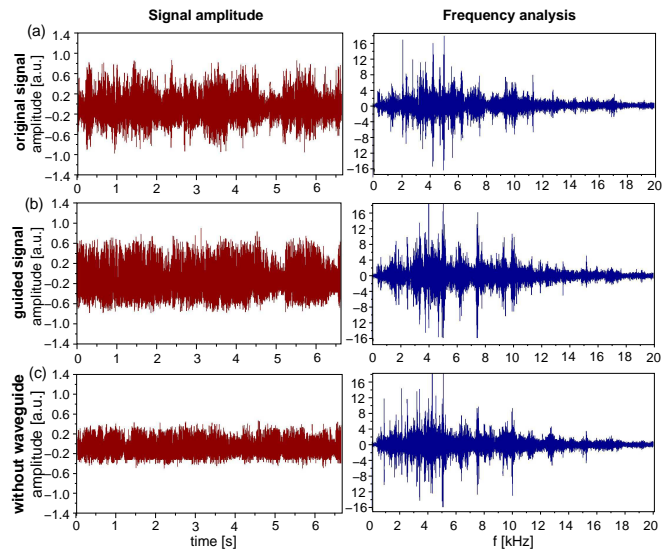 Signal amplitude
Frequency analysis
(a)
original signal
amplitude [a.u.]
1.4
1.0
0.6
0.2
−0.2
−0.6
−1.0
−1.4
0 1 2 3 4 5 6
16
12
8
4
0
−4
−8
−12
−16
0 2 4 6 8 10 12 14 16 18 20
(b)
guided signal
amplitude [a.u.]
1.4
1.0
0.6
0.2
−0.2
−0.6
−1.0
−1.4
0 1 2 3 4 5 6
16
12
8
4
0
−4
−8
−12
−16
0 2 4 6 8 10 12 14 16 18 20
(c)
without waveguide
amplitude [a.u.]
1.4
1.0
0.6
0.2
−0.2
−0.6
−1.0
−1.4
0 1 2 3 4 5 6
time [s]
16
12
8
4
0
−4
−8
−12
−16
0 2 4 6 8 10 12 14 16 18 20
f [kHz]